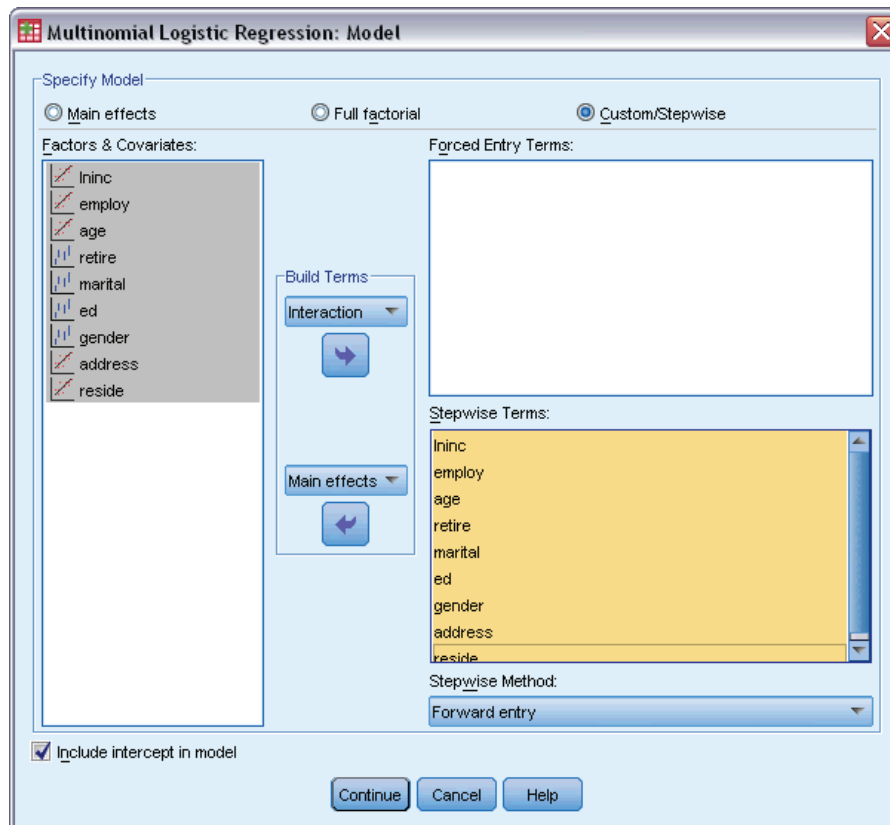 Multinomial Logistic Regression: Model
Specify Model
Main effects
Full factorial
Custom/Stepwise
Factors & Covariates:
lninc
employ
age
retire
marital
ed
gender
address
reside
Build Terms
Interaction
Main effects
Forced Entry Terms:
Stepwise Terms:
lninc
employ
age
retire
marital
ed
gender
address
reside
Stepwise Method:
Forward entry
Include intercept in model
Continue
Cancel
Help